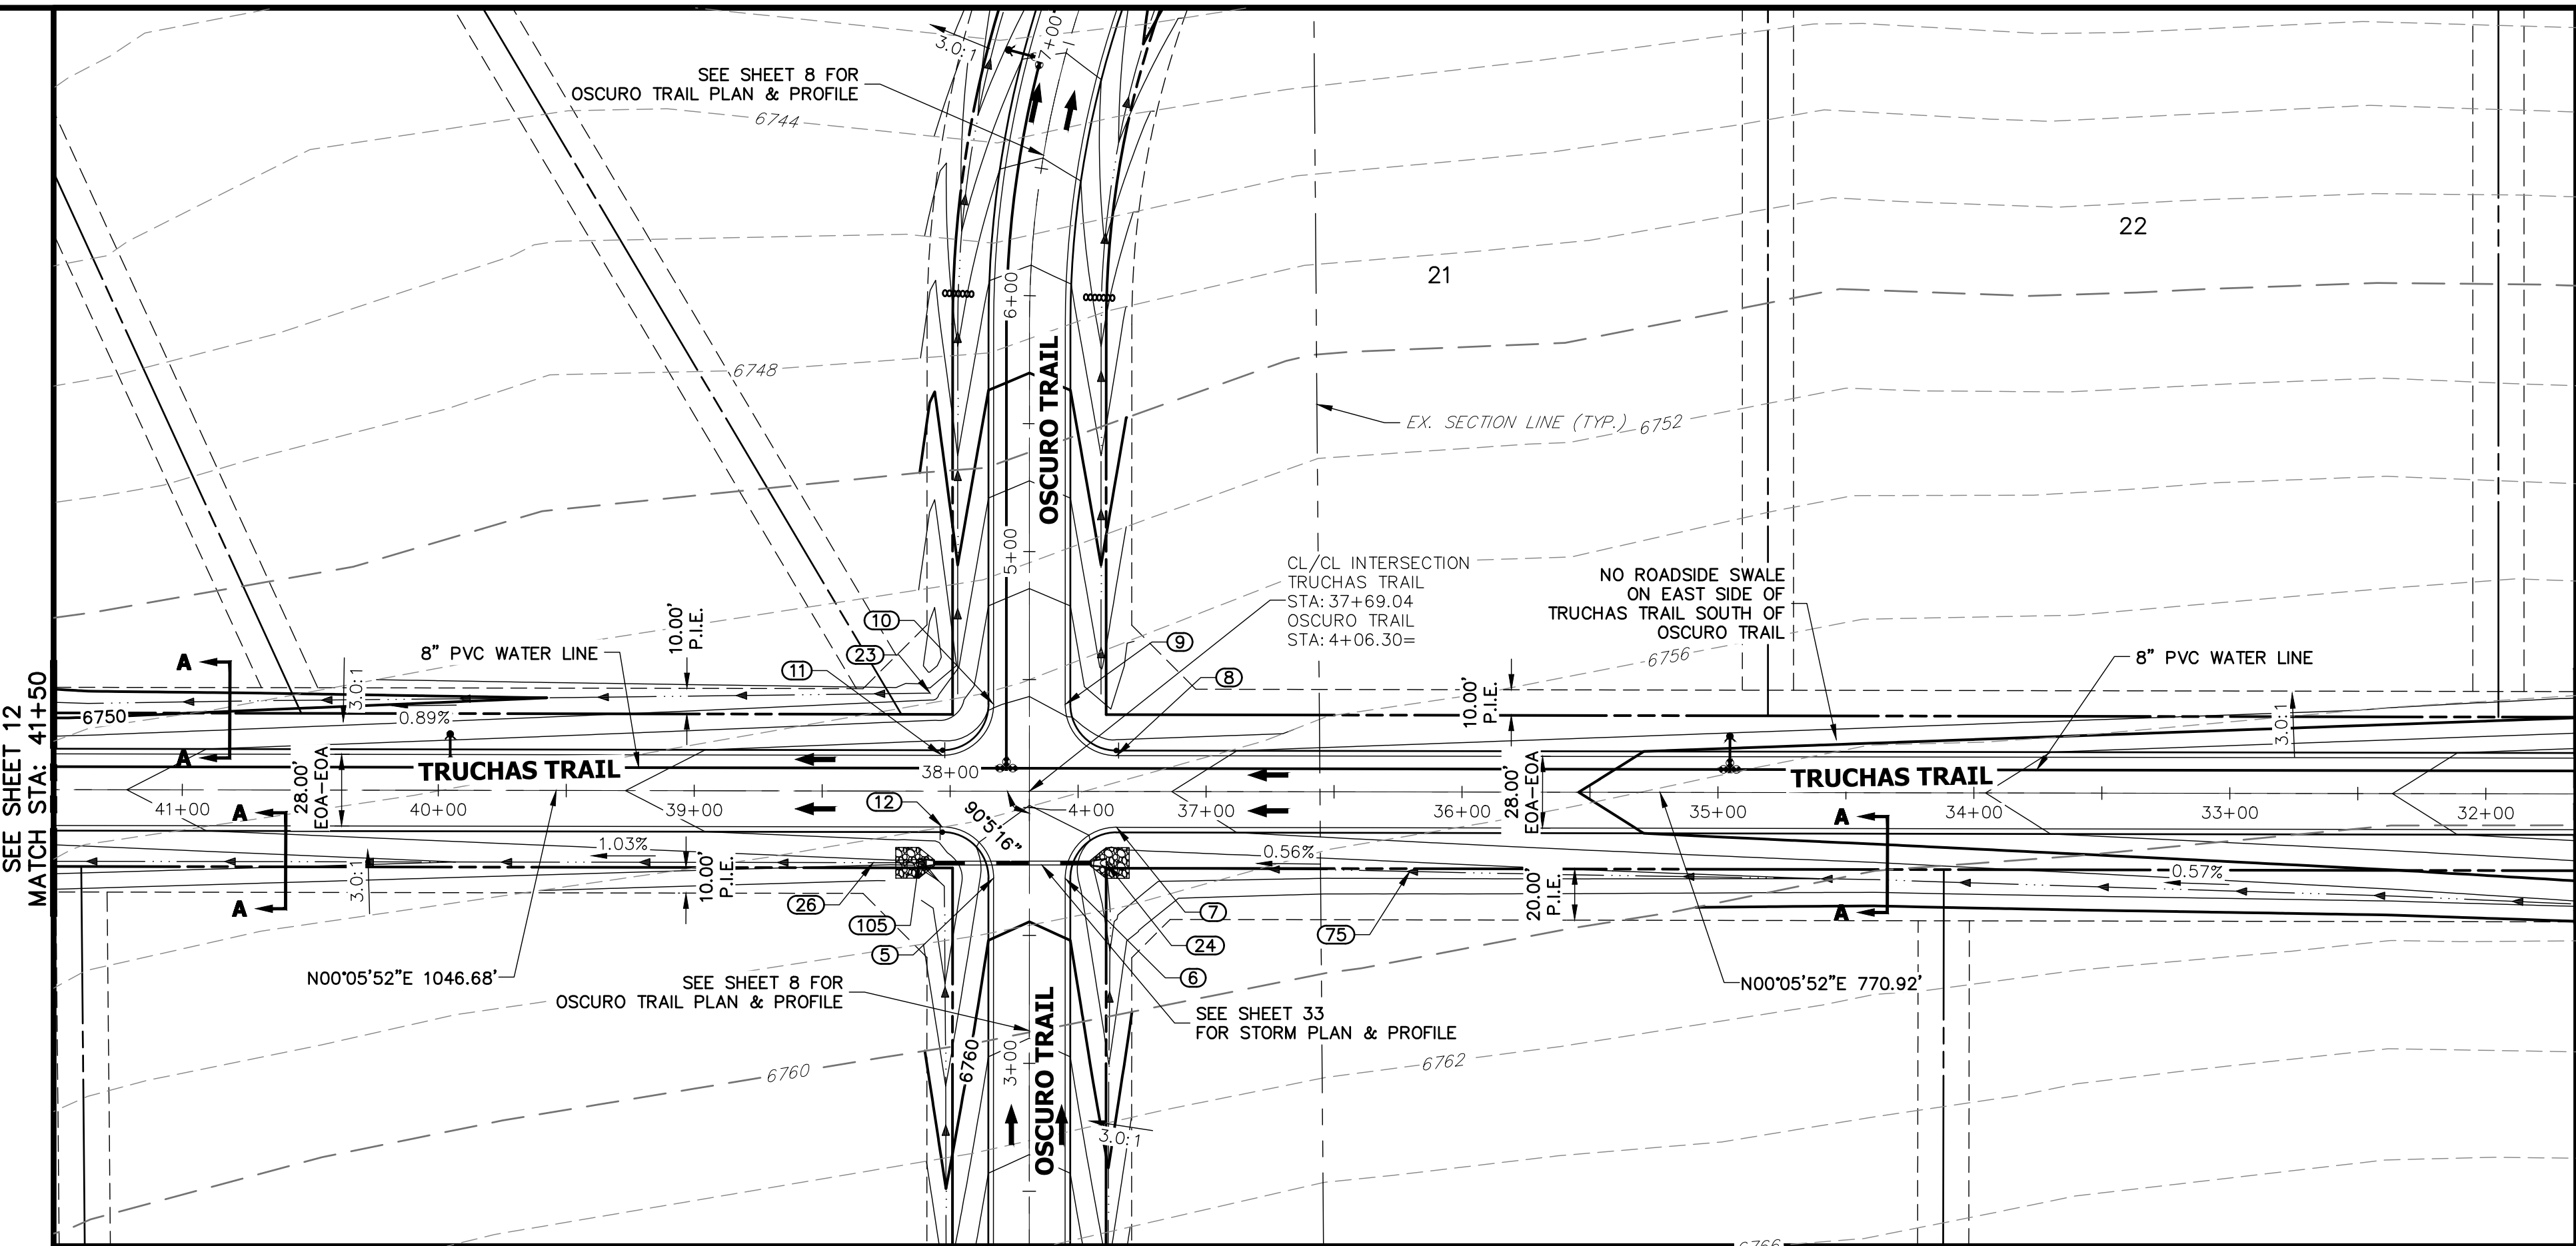 3.0:1
7+00
SEE SHEET 8 FOR
OSCURO TRAIL PLAN & PROFILE
6744
22
21
6+00
OSCURO TRAIL
6748
EX. SECTION LINE (TYP.)
6752
5+00
CL/CL INTERSECTION
TRUCHAS TRAIL
STA: 37+69.04
OSCURO TRAIL
STA: 4+06.30=
NO ROADSIDE SWALE
ON EAST SIDE OF
TRUCHAS TRAIL SOUTH OF
OSCURO TRAIL
6756
10
9
23
11
8
10.00'
P.I.E.
8" PVC WATER LINE
8" PVC WATER LINE
10.00'
P.I.E.
A
3.0:1
6750
0.89%
3.0:1
SEE SHEET 12
MATCH STA: 41+50
A
28.00'
EOA-EOA
TRUCHAS TRAIL
38+00
28.00'
EOA-EOA
TRUCHAS TRAIL
41+00
40+00
39+00
4+00
37+00
36+00
35+00
34+00
33+00
32+00
A
12
90°5'16"
A
1.03%
0.56%
0.57%
3.0:1
10.00'
P.I.E.
20.00'
P.I.E.
A
26
105
5
7
24
6
75
A
N00°05'52"E 1046.68'
SEE SHEET 8 FOR
OSCURO TRAIL PLAN & PROFILE
N00°05'52"E 770.92'
SEE SHEET 33
FOR STORM PLAN & PROFILE
6760
6760
3+00
OSCURO TRAIL
6762
3.0:1
6766